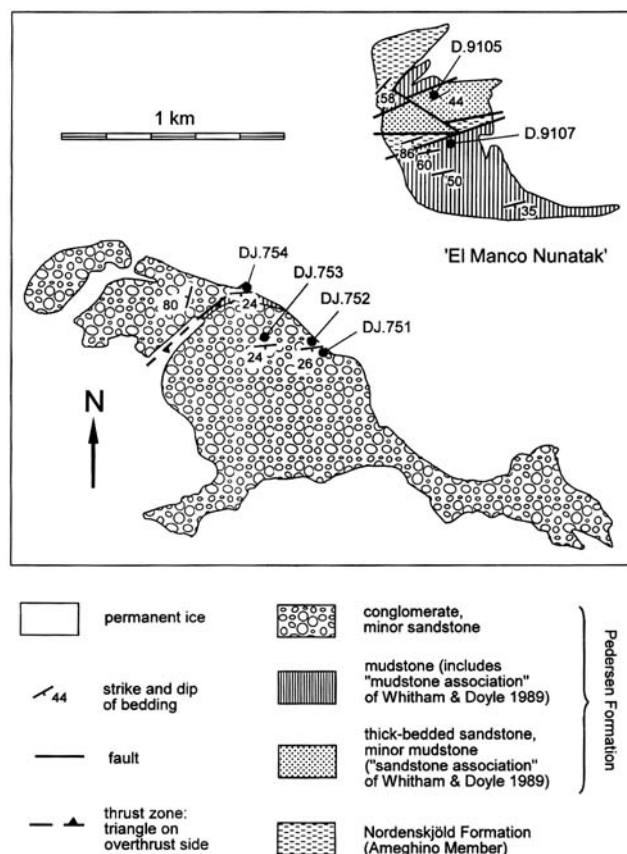 D.9105
58
44
1 km
D.9107
86
60
50
35
'El Manco Nunatak'
DJ.754
DJ.753
80
24
DJ.752
DJ.751
24
26
N
permanent ice
conglomerate,
minor sandstone
44
strike and dip
of bedding
mudstone (includes
"mudstone association"
of Whitham & Doyle 1989)
fault
thick-bedded sandstone,
minor mudstone
("sandstone association"
of Whitham & Doyle 1989)
Pedersen Formation
thrust zone:
triangle on
overthrust side
Nordenskjöld Formation
(Ameghino Member)